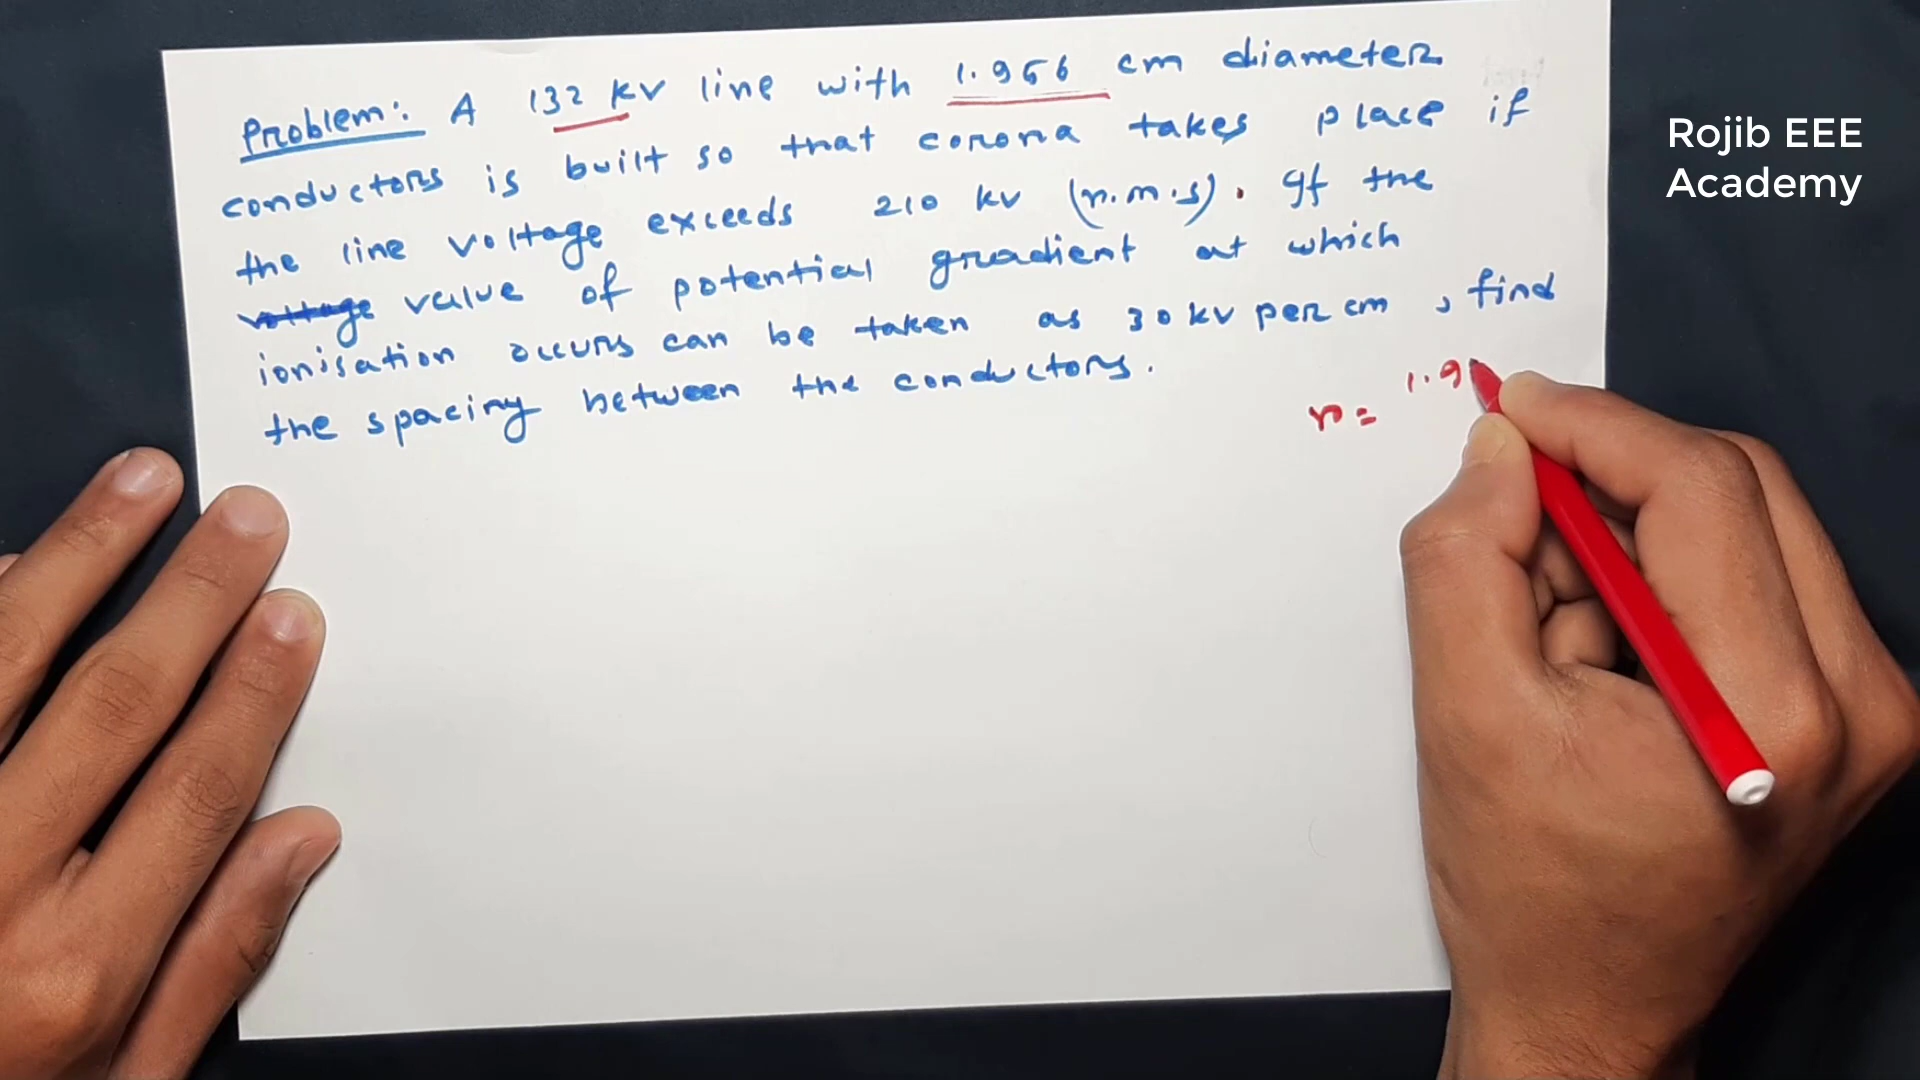 Problem: A 132 kv line with 1.956 cm diameter
conductors is built so that corona takes place if
the line voltage exceeds 210 kv (r.m.s). If the
voltage value of potential gradient at which
ionisation occurs can be taken as 30 kv per cm, find
the spacing between the conductors.
r = 1.9
Rojib EEE
Academy